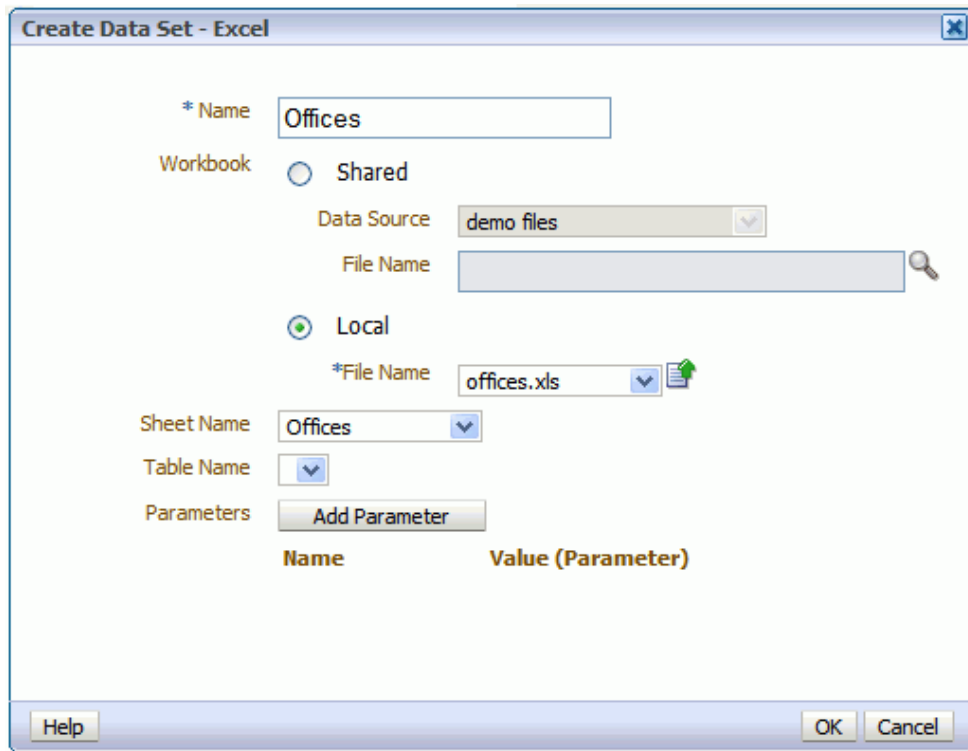 Create Data Set - Excel
* Name Offices
Workbook Shared
Data Source demo files
File Name
Local
*File Name offices.xls
Sheet Name Offices
Table Name
Parameters Add Parameter
Name Value (Parameter)
Help OK Cancel